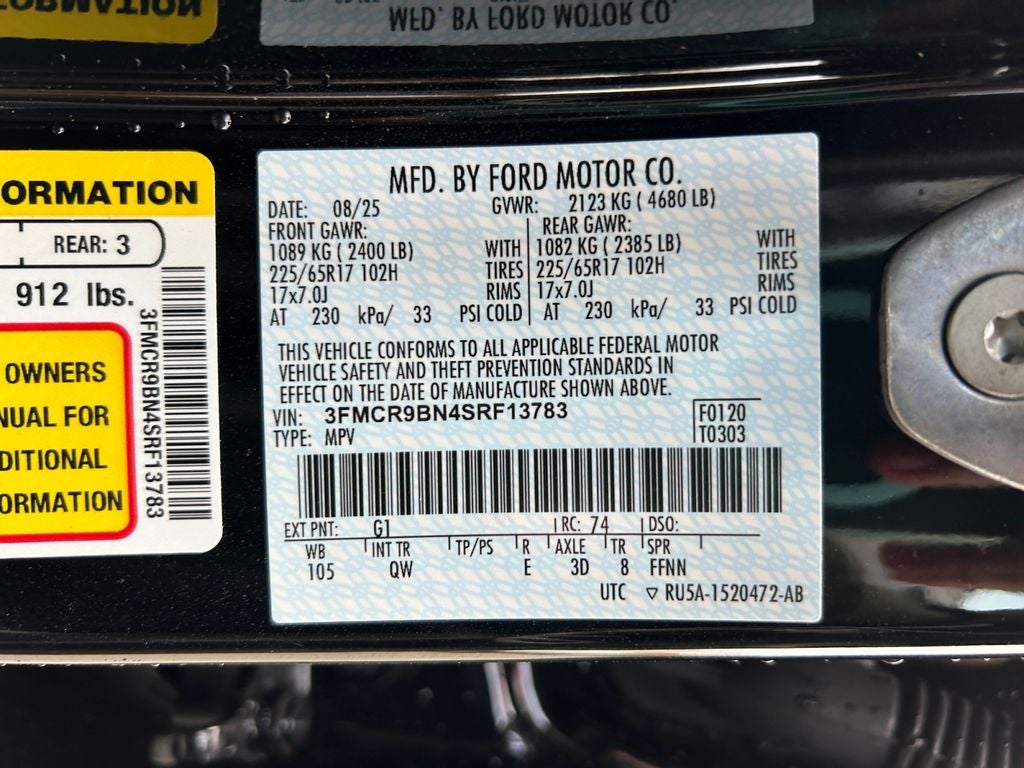 ORMATION
MFD. BY FORD MOTOR CO.
ORMATION
REAR: 3
912 lbs.
OWNERS
NUAL FOR
DITIONAL
ORMATION
3FMCR9BN4SRF13783
MFD. BY FORD MOTOR CO.
DATE: 08/25 GVWR: 2123 KG ( 4680 LB)
FRONT GAWR: REAR GAWR:
1089 KG ( 2400 LB) WITH 1082 KG ( 2385 LB) WITH
225/65R17 102H TIRES 225/65R17 102H TIRES
17x7.0J RIMS 17x7.0J RIMS
AT 230 kPa/ 33 PSI COLD AT 230 kPa/ 33 PSI COLD
THIS VEHICLE CONFORMS TO ALL APPLICABLE FEDERAL MOTOR
VEHICLE SAFETY AND THEFT PREVENTION STANDARDS IN
EFFECT ON THE DATE OF MANUFACTURE SHOWN ABOVE.
VIN: 3FMCR9BN4SRF13783 F0120
TYPE: MPV T0303
EXT PNT: G1 RC: 74 DSO:
WB INT TR TP/PS R AXLE TR SPR
105 QW E 3D 8 FFNN
UTC ▽ RU5A-1520472-AB